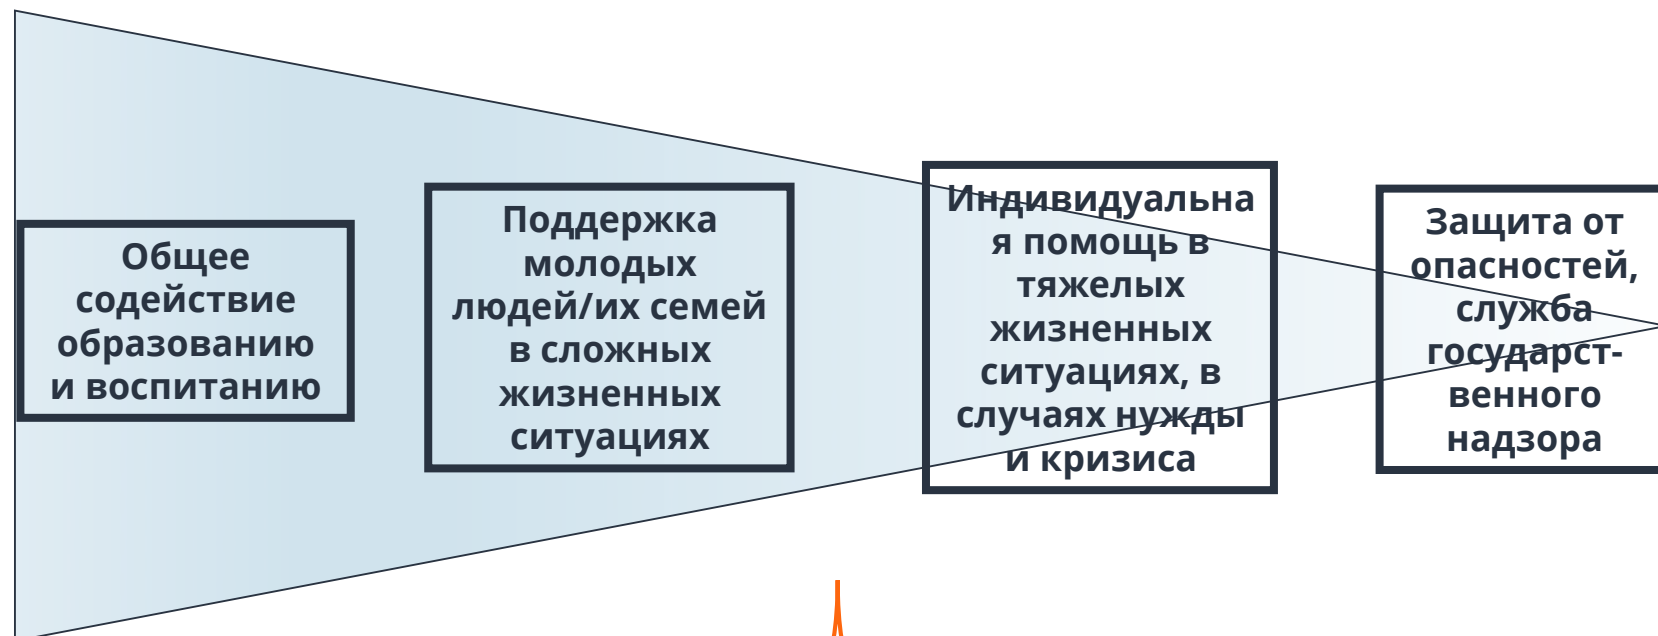 Общее
содействие
образованию
и воспитанию
Поддержка
молодых
людей/их семей
в сложных
жизненных
ситуациях
Индивидуальна
я помощь в
тяжелых
жизненных
ситуациях, в
случаях нужды
и кризиса
Защита от
опасностей,
служба
государст-
венного
надзора